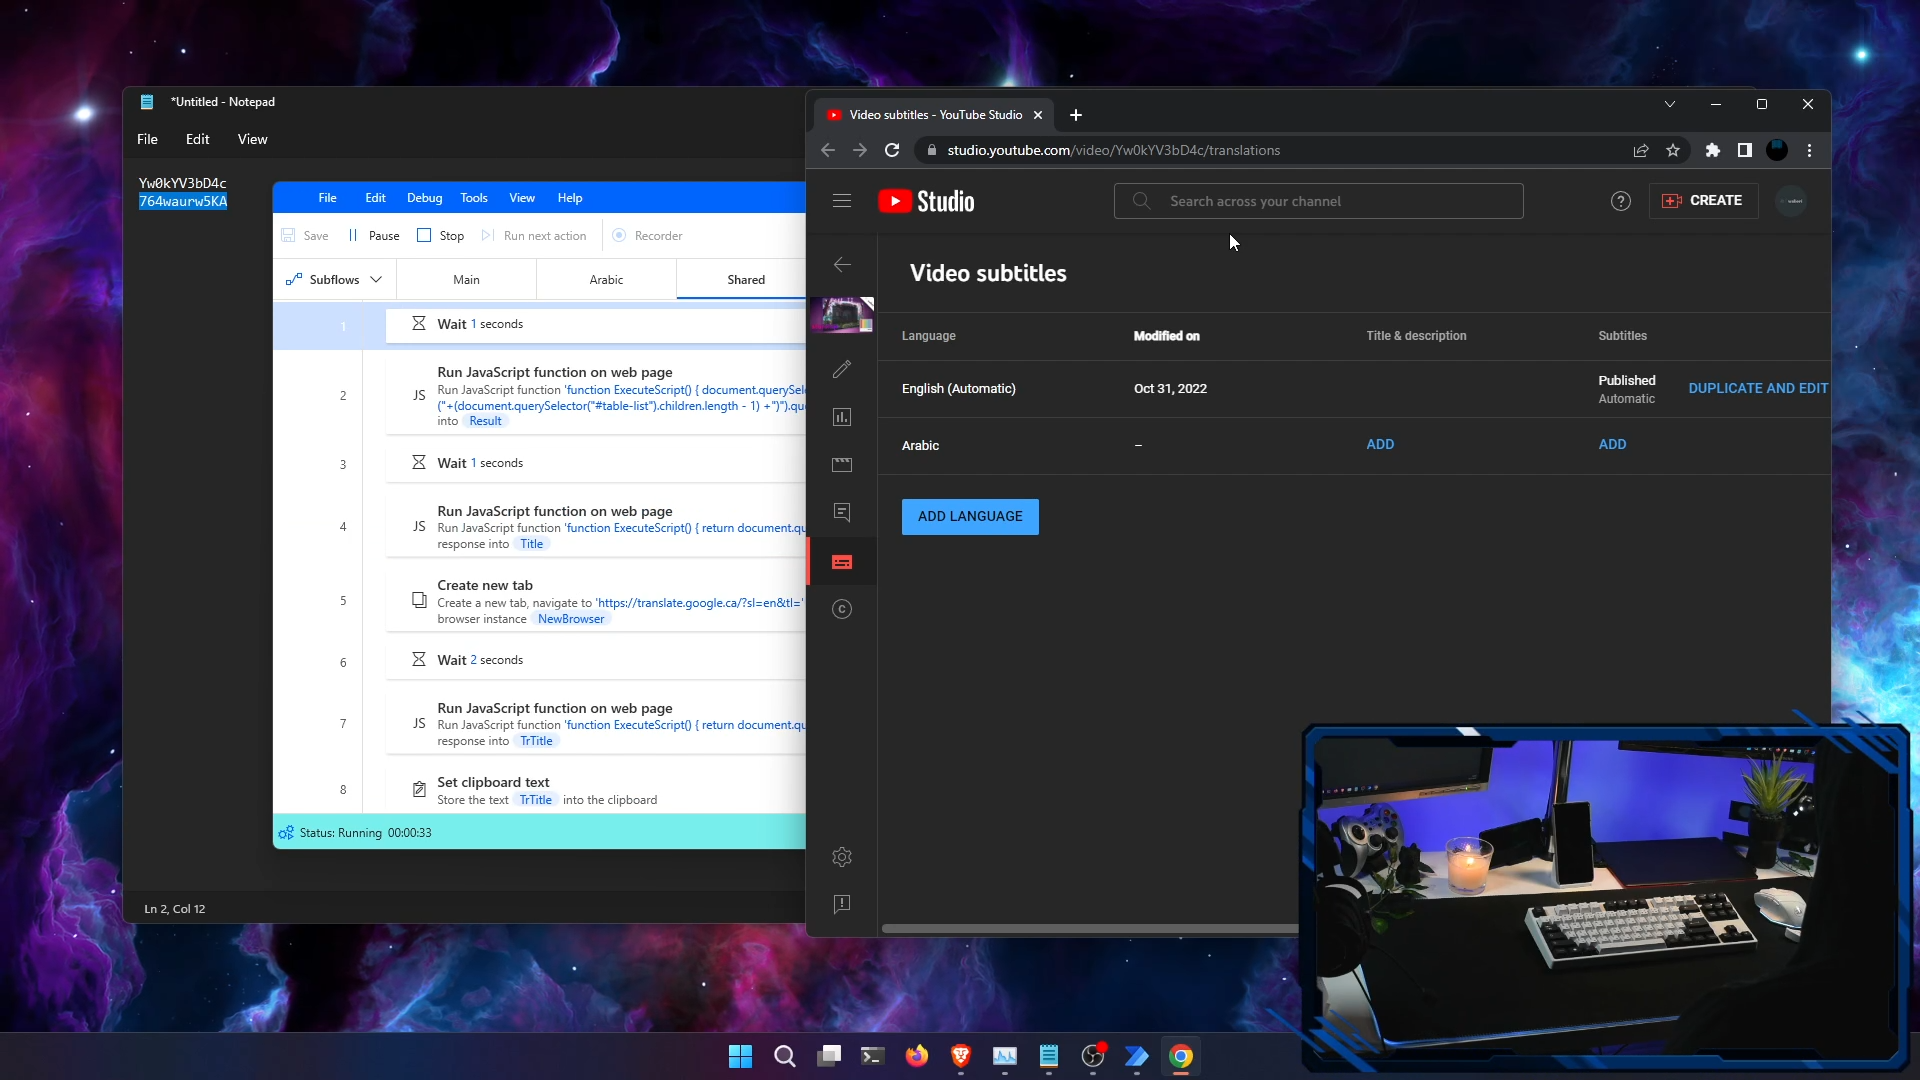 *Untitled - Notepad
File Edit View
Yw0kYV3bD4c
764waurw5KA
Ln 2, Col 12
File Edit Debug Tools View Help
Save Pause Stop Run next action Recorder
Subflows Main Arabic Shared
1 Wait 1 seconds
2 JS Run JavaScript function on web page
Run JavaScript function 'function ExecuteScript() { document.querySele
("+(document.querySelector("#table-list").children.length - 1) +")").qu
into Result
3 Wait 1 seconds
4 JS Run JavaScript function on web page
Run JavaScript function 'function ExecuteScript() { return document.qu
response into Title
5 Create new tab
Create a new tab, navigate to 'https://translate.google.ca/?sl=en&tl='
browser instance NewBrowser
6 Wait 2 seconds
7 JS Run JavaScript function on web page
Run JavaScript function 'function ExecuteScript() { return document.qu
response into TrTitle
8 Set clipboard text
Store the text TrTitle into the clipboard
Status: Running 00:00:33
Video subtitles - YouTube Studio
studio.youtube.com/video/Yw0kYV3bD4c/translations
Studio
Search across your channel
CREATE
Video subtitles
Language Modified on Title & description Subtitles
English (Automatic) Oct 31, 2022 Published DUPLICATE AND EDIT
Automatic
Arabic – ADD ADD
ADD LANGUAGE